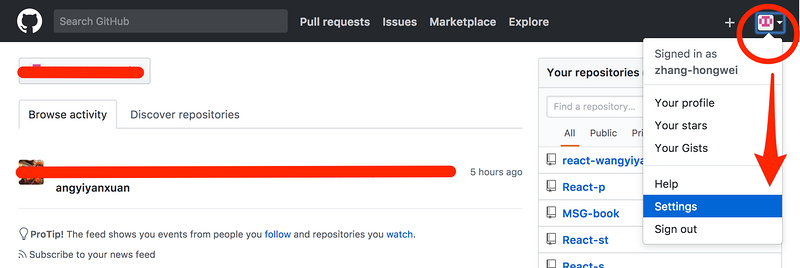 Search GitHub
Pull requests Issues Marketplace Explore
Signed in as
zhang-hongwei
Your profile
Your stars
Your Gists
Help
Settings
Sign out
Browse activity Discover repositories
5 hours ago
angyiyanxuan
ProTip! The feed shows you events from people you follow and repositories you watch.
Subscribe to your news feed
Your repositories
Find a repository…
All Public
react-wangyiya
React-p
MSG-book
React-st
React-s